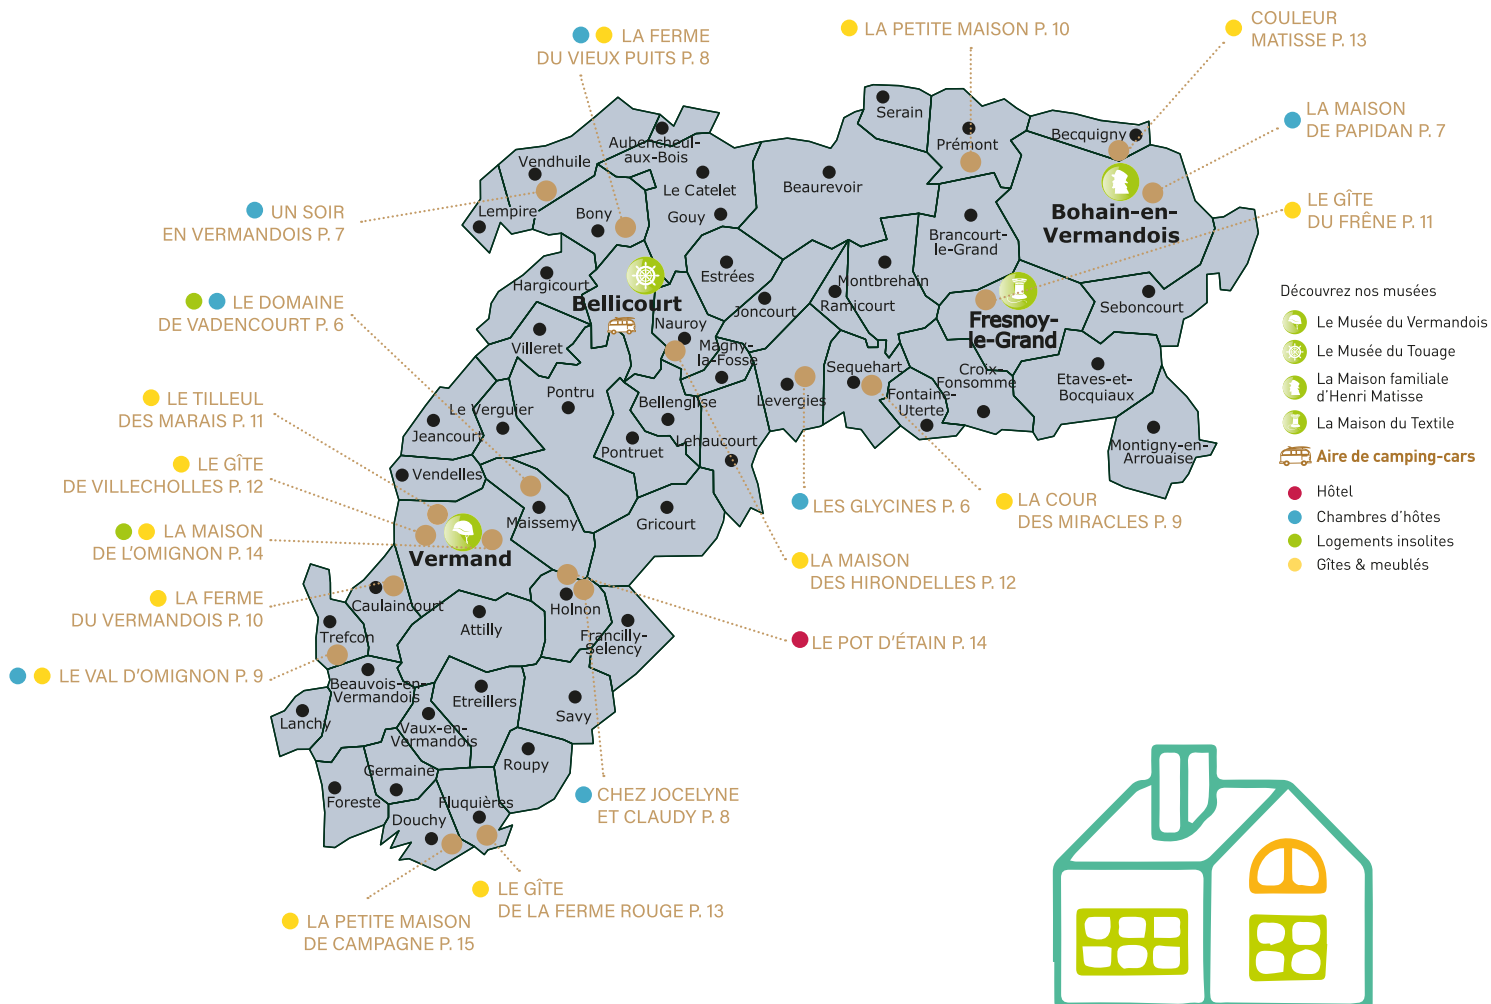 LA FERME
DU VIEUX PUITS P. 8
LA PETITE MAISON P. 10
COULEUR
MATISSE P. 13
LA MAISON
DE PAPIDAN P. 7
LE GÎTE
DU FRÊNE P. 11
UN SOIR
EN VERMANDOIS P. 7
LE DOMAINE
DE VADENCOURT P. 6
LE TILLEUL
DES MARAIS P. 11
LE GÎTE
DE VILLECHOLLES P. 12
LA MAISON
DE L'OMIGNON P. 14
LA FERME
DU VERMANDOIS P. 10
LE VAL D'OMIGNON P. 9
LES GLYCINES P. 6
LA COUR
DES MIRACLES P. 9
LA MAISON
DES HIRONDELLES P. 12
LE POT D'ÉTAIN P. 14
CHEZ JOCELYNE
ET CLAUDY P. 8
LE GÎTE
DE LA FERME ROUGE P. 13
LA PETITE MAISON
DE CAMPAGNE P. 15
Serain
Prémont
Becquigny
Aubencheul-
aux-Bois
Vendhuile
Le Catelet
Beaurevoir
Lempire
Bony
Gouy
Bohain-en-
Vermandois
Brancourt-
le-Grand
Hargicourt
Estrées
Montbrehain
Bellicourt
Joncourt
Ramicourt
Seboncourt
Fresnoy-
le-Grand
Nauroy
Villeret
Magny-
la-Fosse
Sequehart
Croix-
Fonsomme
Etaves-et-
Bocquiaux
Pontru
Levergies
Fontaine-
Uterte
Le Verguier
Bellenglise
Jeancourt
Lehaucourt
Montigny-en-
Arrouaise
Pontruet
Vendelles
Maissemy
Gricourt
Vermand
Caulaincourt
Holnon
Attilly
Francilly-
Selency
Trefcon
Beauvois-en-
Vermandois
Etreillers
Savy
Lanchy
Vaux-en-
Vermandois
Roupy
Germaine
Foreste
Fluquières
Douchy
Découvrez nos musées
Le Musée du Vermandois
Le Musée du Touage
La Maison familiale
d'Henri Matisse
La Maison du Textile
Aire de camping-cars
Hôtel
Chambres d'hôtes
Logements insolites
Gîtes & meublés